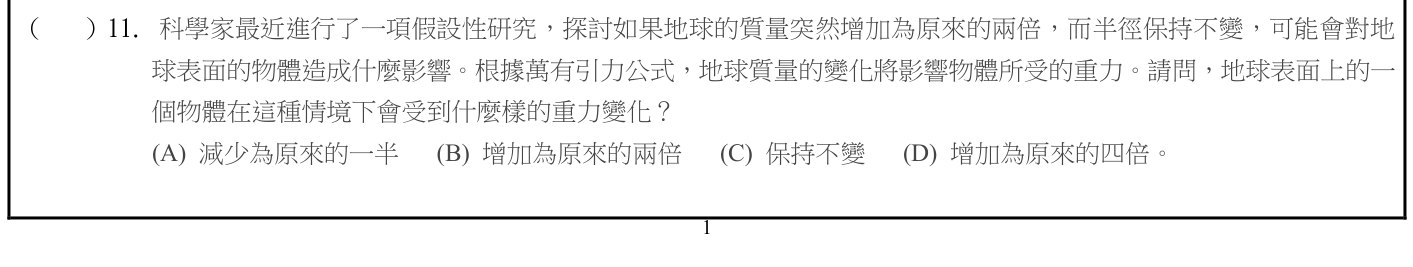 (　　) 11. 科學家最近進行了一項假設性研究，探討如果地球的質量突然增加為原來的兩倍，而半徑保持不變，可能會對地
球表面的物體造成什麼影響。根據萬有引力公式，地球質量的變化將影響物體所受的重力。請問，地球表面上的一
個物體在這種情境下會受到什麼樣的重力變化？
(A) 減少為原來的一半　(B) 增加為原來的兩倍　(C) 保持不變　(D) 增加為原來的四倍。
1